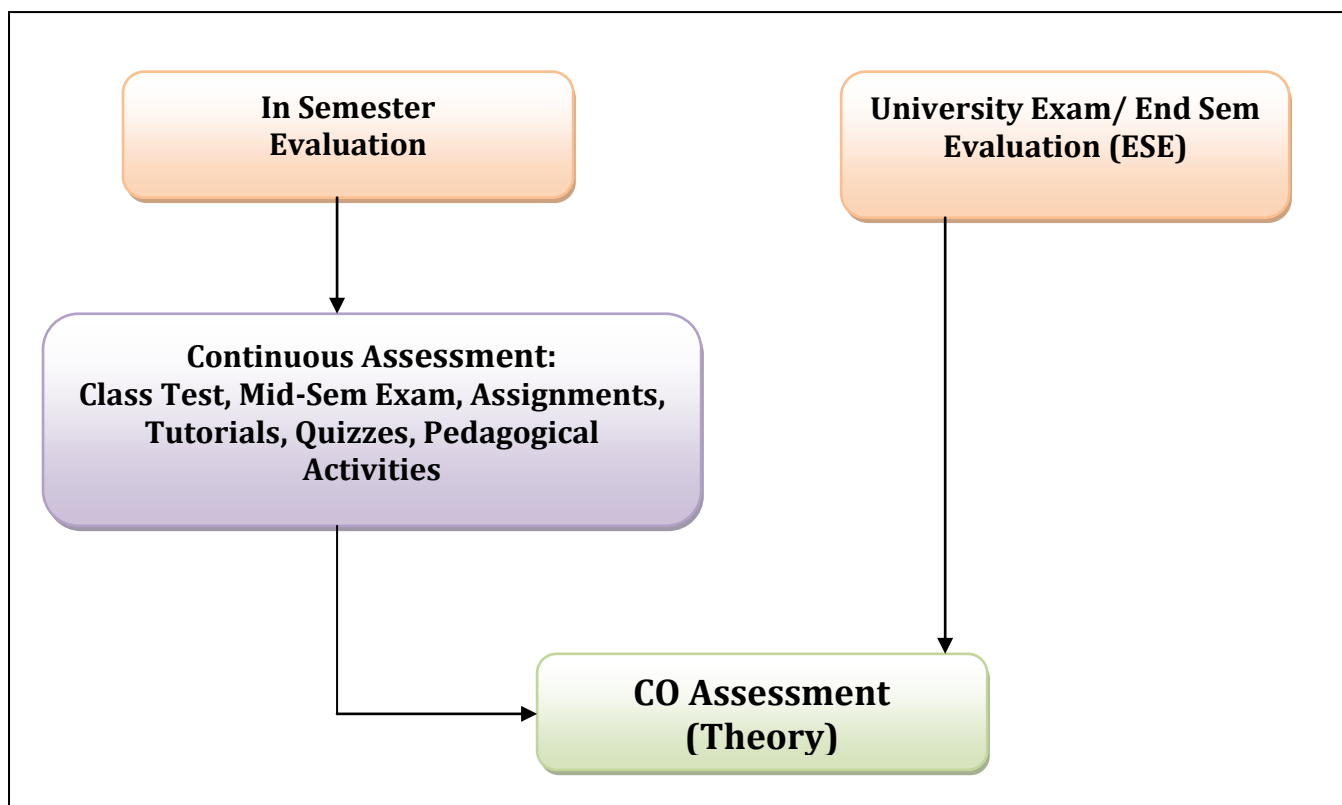 In Semester
Evaluation
University Exam/ End Sem
Evaluation (ESE)
Continuous Assessment:
Class Test, Mid-Sem Exam, Assignments,
Tutorials, Quizzes, Pedagogical
Activities
CO Assessment
(Theory)